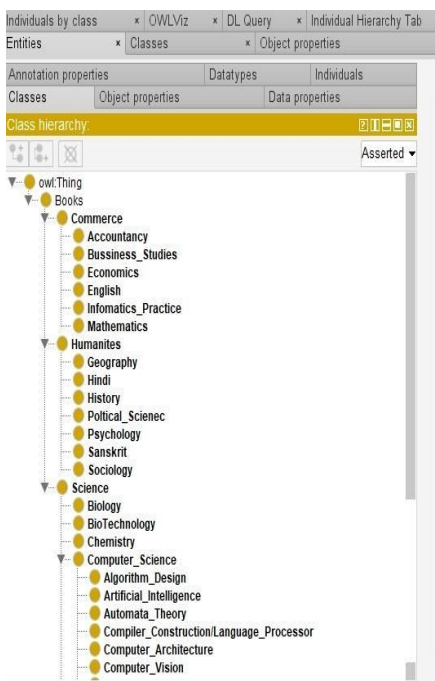 Individuals by class × OWLViz × DL Query × Individual Hierarchy Tab
Entities × Classes × Object properties
Annotation properties Datatypes Individuals
Classes Object properties Data properties
Class hierarchy:
Asserted
owl:Thing
Books
Commerce
Accountancy
Bussiness_Studies
Economics
English
Infomatics_Practice
Mathematics
Humanites
Geography
Hindi
History
Poltical_Scienec
Psychology
Sanskrit
Sociology
Science
Biology
BioTechnology
Chemistry
Computer_Science
Algorithm_Design
Artificial_Intelligence
Automata_Theory
Compiler_Construction/Language_Processor
Computer_Architecture
Computer_Vision